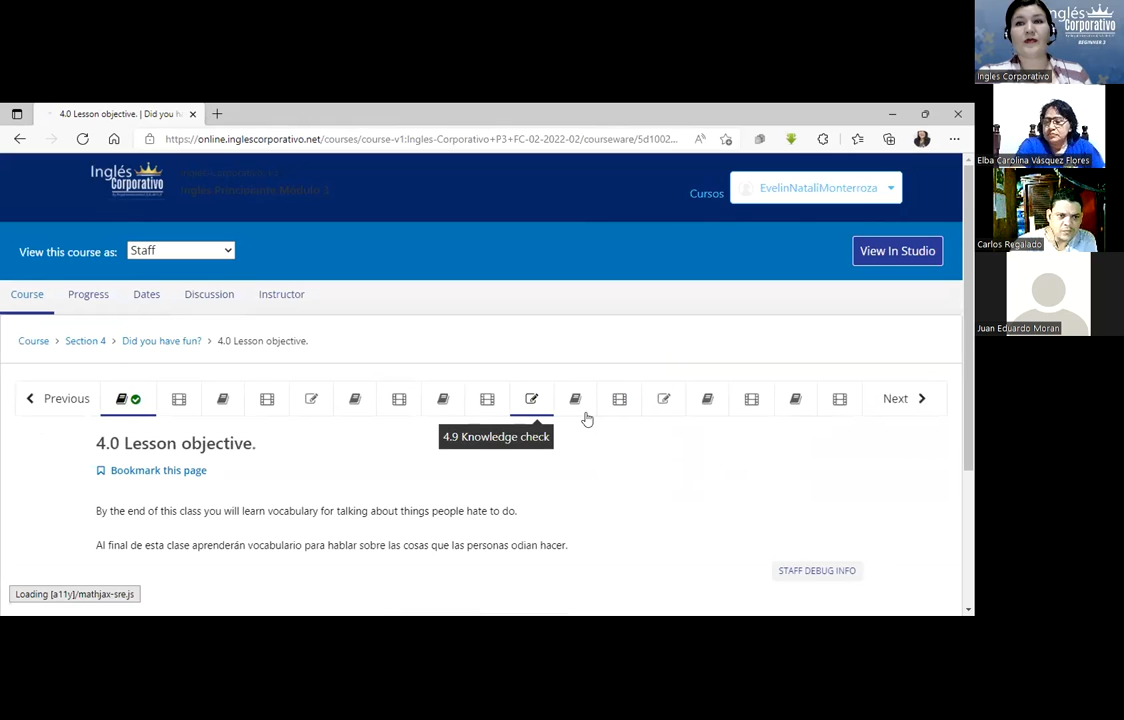 4.0 Lesson objective. | Did you h
https://online.inglescorporativo.net/courses/course-v1:Ingles-Corporativo+P3+FC-02-2022-02/courseware/5d1002...
Inglés
Corporativo
Inglés Principiante Módulo 2
Cursos
EvelinNataliMonterroza
View this course as:
Staff
View In Studio
Course
Progress
Dates
Discussion
Instructor
Course > Section 4 > Did you have fun? > 4.0 Lesson objective.
Previous
Next
4.9 Knowledge check
4.0 Lesson objective.
Bookmark this page
By the end of this class you will learn vocabulary for talking about things people hate to do.
Al final de esta clase aprenderán vocabulario para hablar sobre las cosas que las personas odian hacer.
STAFF DEBUG INFO
Loading [a11y]/mathjax-sre.js
Inglés
Corporativo
BEGINNER 2
Ingles Corporativo
Elba Carolina Vásquez Flores
Carlos Regalado
Juan Eduardo Moran